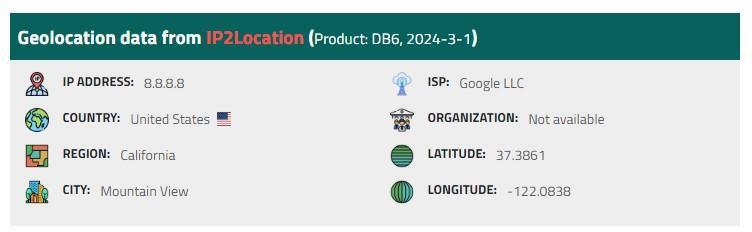 Geolocation data from IP2Location (Product: DB6, 2024-3-1)
IP ADDRESS: 8.8.8.8
COUNTRY: United States
REGION: California
CITY: Mountain View
ISP: Google LLC
ORGANIZATION: Not available
LATITUDE: 37.3861
LONGITUDE: -122.0838